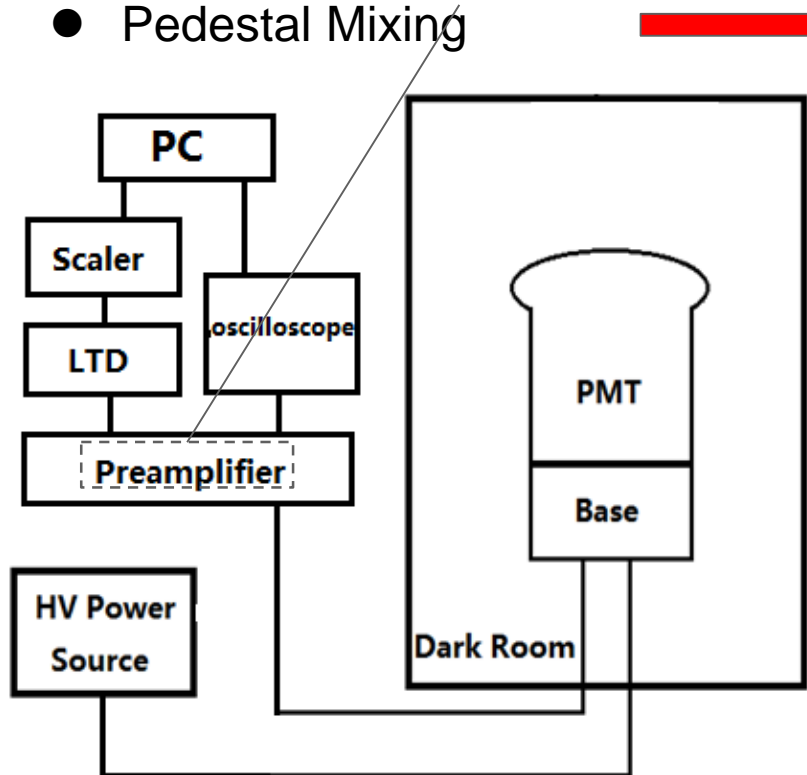 ● Pedestal Mixing
PC
Scaler
oscilloscope
LTD
PMT
Preamplifier
Base
HV Power
Source
Dark Room